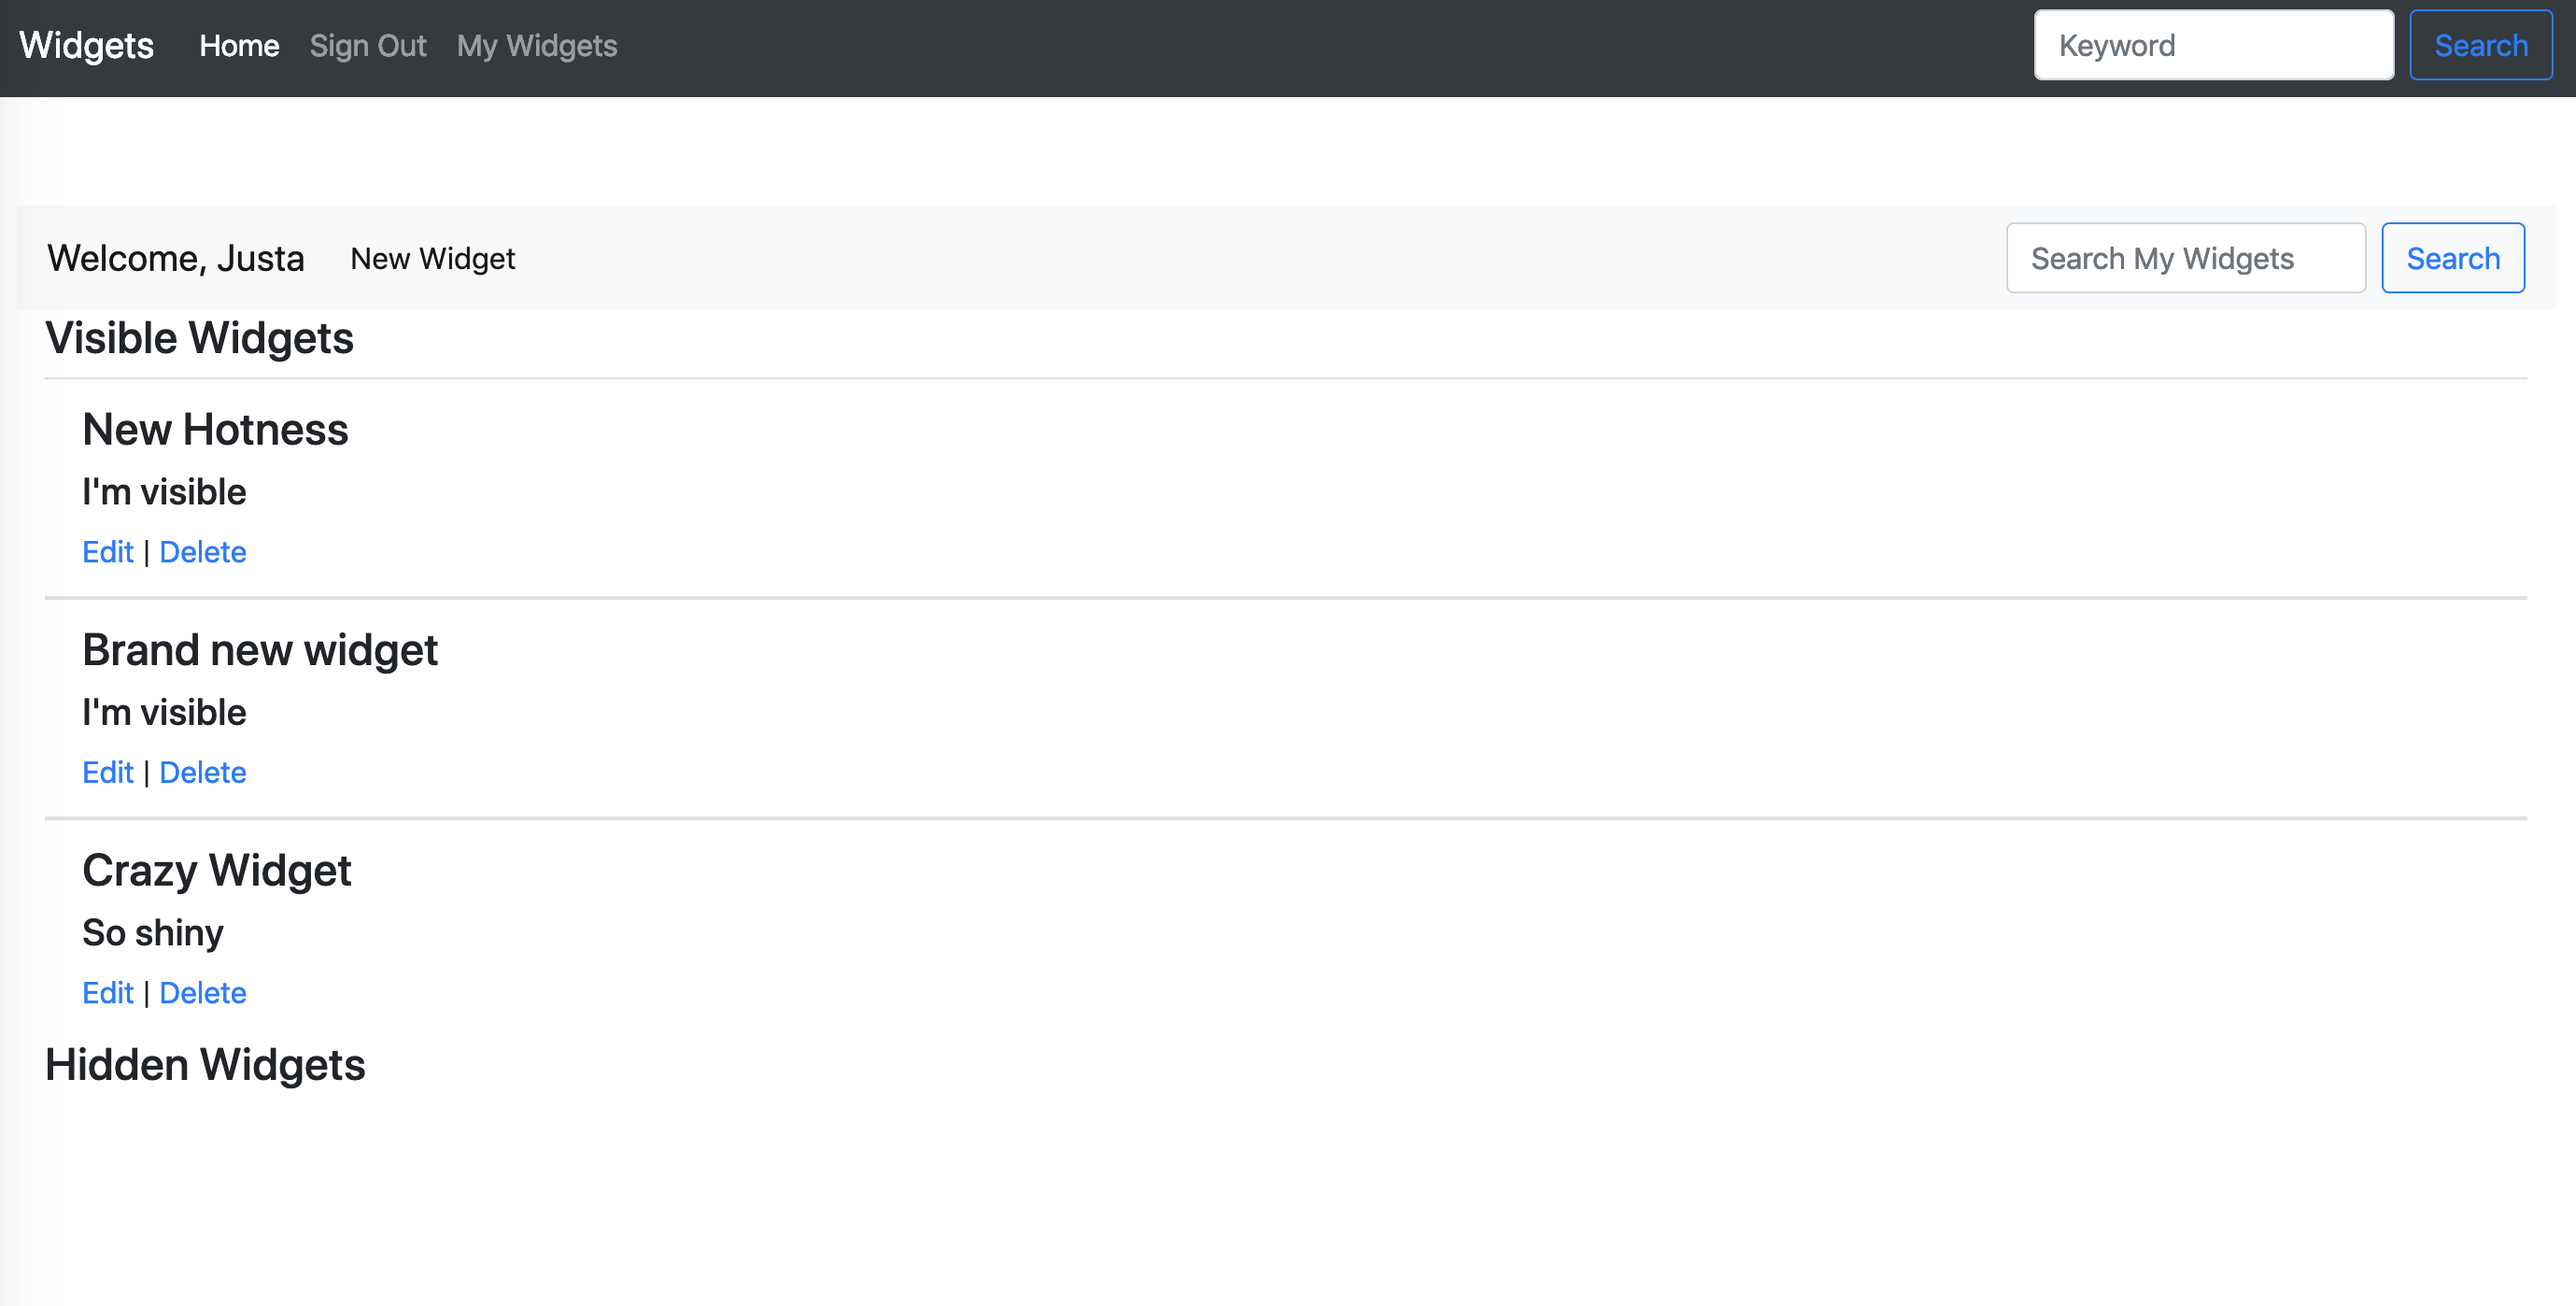 Widgets Home Sign Out My Widgets Keyword Search
Welcome, Justa New Widget Search My Widgets Search
Visible Widgets
New Hotness
I'm visible
Edit | Delete
Brand new widget
I'm visible
Edit | Delete
Crazy Widget
So shiny
Edit | Delete
Hidden Widgets